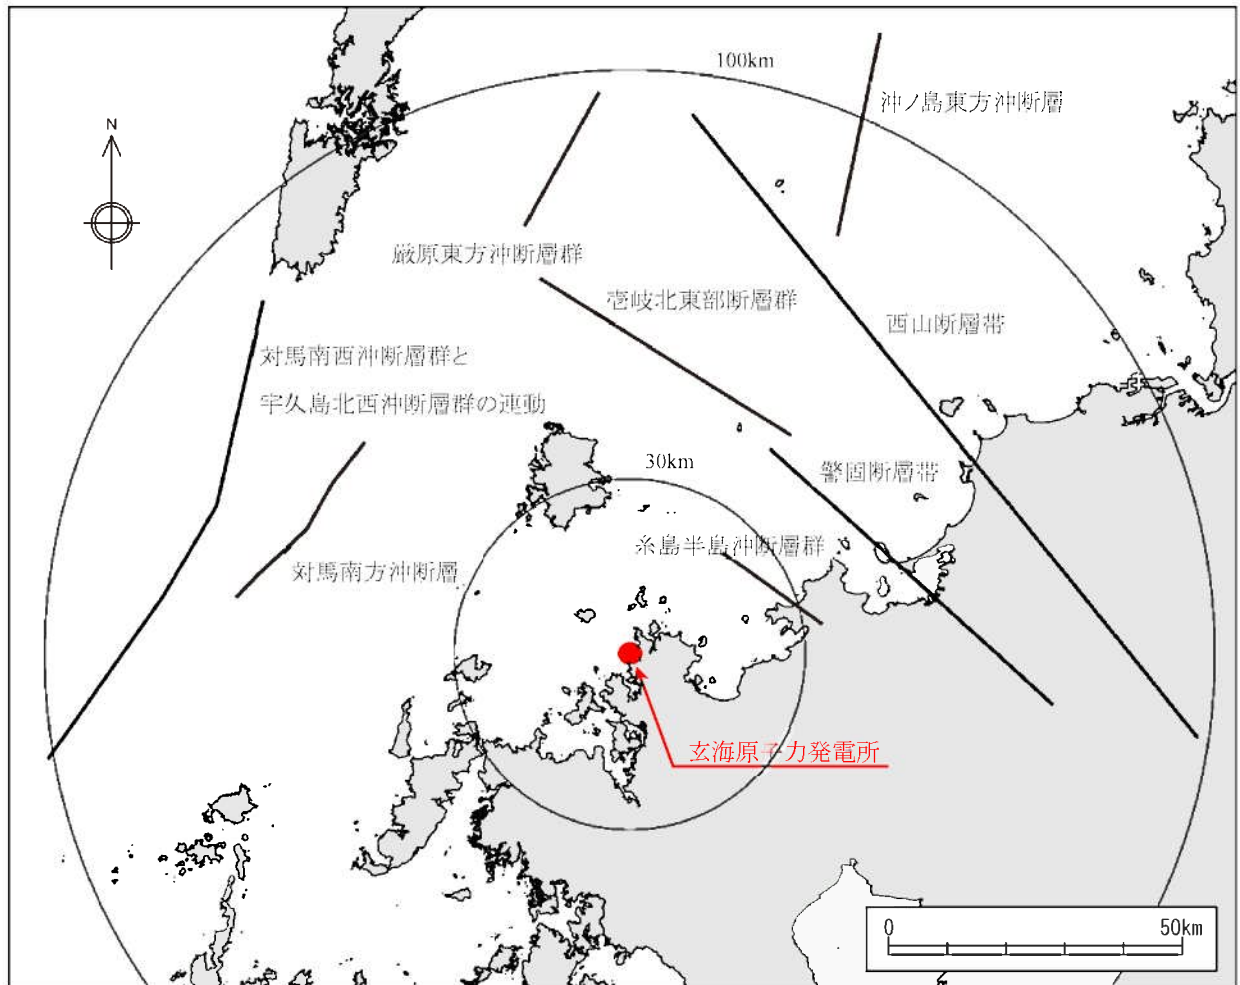 100km
沖ノ島東方沖断層
N
厳原東方沖断層群
壱岐北東部断層群
西山断層帯
対馬南西沖断層群と
宇久島北西沖断層群の連動
30km
警固断層帯
糸島半島沖断層群
対馬南方沖断層
玄海原子力発電所
0 50km